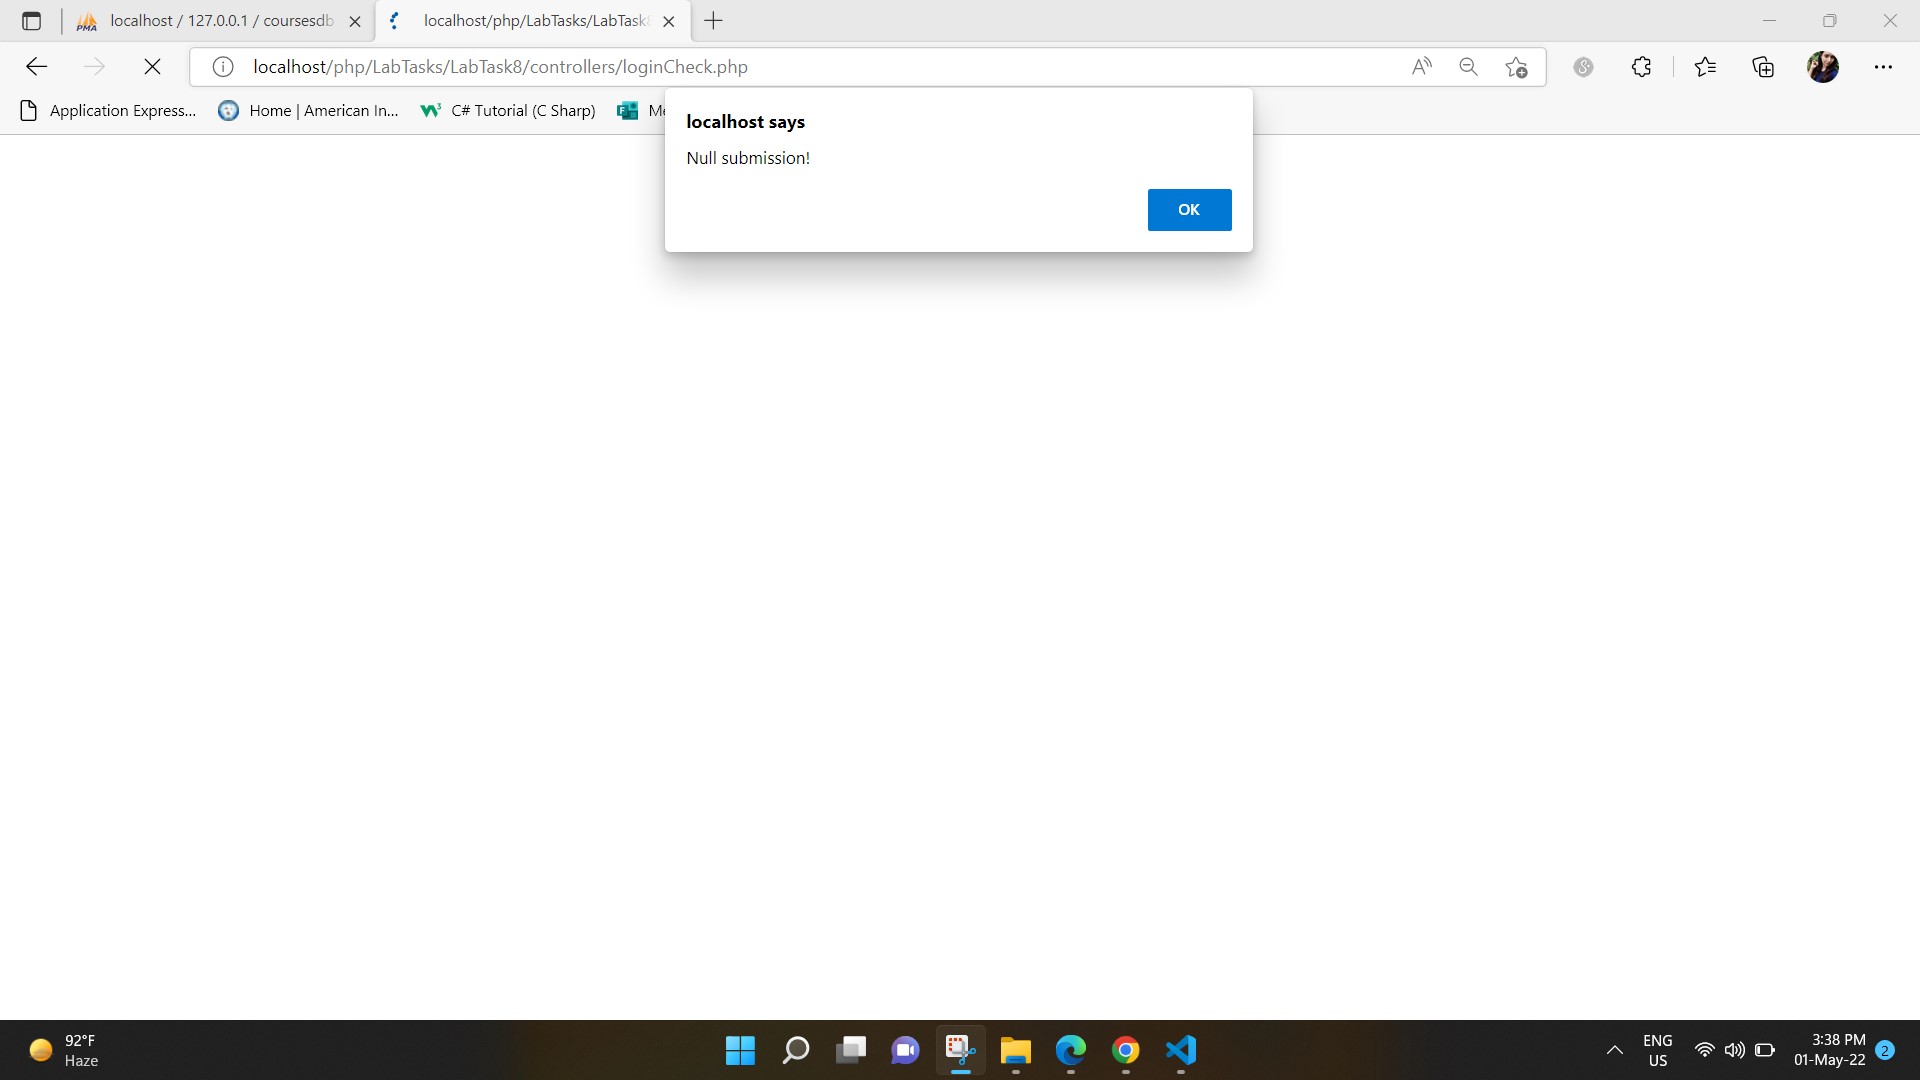 localhost / 127.0.0.1 / coursesdb
localhost/php/LabTasks/LabTask8
localhost/php/LabTasks/LabTask8/controllers/loginCheck.php
Application Express...
Home | American In...
C# Tutorial (C Sharp)
localhost says
Null submission!
OK
92°F
Haze
ENG
US
3:38 PM
01-May-22
2